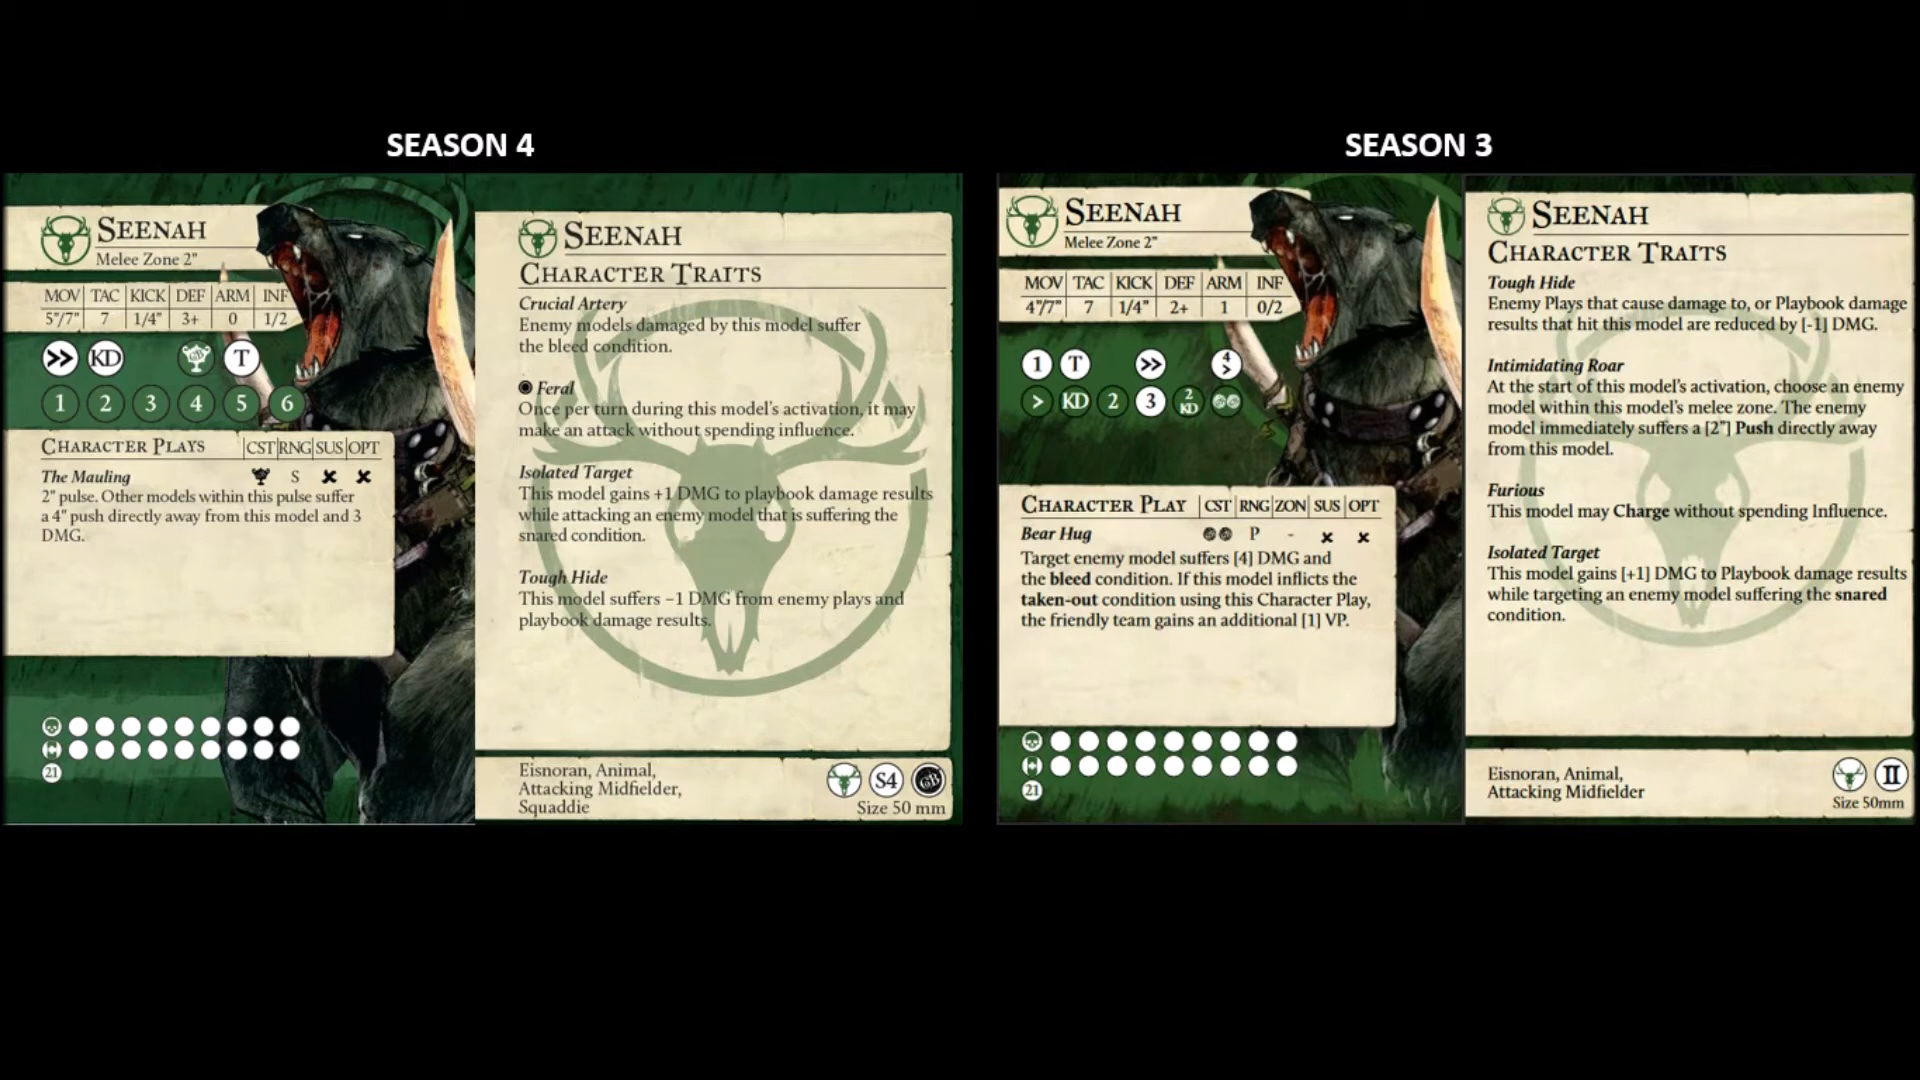 SEASON 4
SEENAH
Melee Zone 2"
MOV TAC KICK DEF ARM INF
5"/7" 7 1/4" 3+ 0 1/2
>> KD GB T
1 2 3 4 5 6
CHARACTER PLAYS CST RNG SUS OPT
The Mauling S ✖ ✖
2" pulse. Other models within this pulse suffer
a 4" push directly away from this model and 3
DMG.
21
SEENAH
CHARACTER TRAITS
Crucial Artery
Enemy models damaged by this model suffer
the bleed condition.
Feral
Once per turn during this model's activation, it may
make an attack without spending influence.
Isolated Target
This model gains +1 DMG to playbook damage results
while attacking an enemy model that is suffering the
snared condition.
Tough Hide
This model suffers −1 DMG from enemy plays and
playbook damage results.
Eisnoran, Animal,
Attacking Midfielder,
Squaddie
S4 GB
Size 50 mm
SEASON 3
SEENAH
Melee Zone 2"
MOV TAC KICK DEF ARM INF
4"/7" 7 1/4" 2+ 1 0/2
1 T >> 4 >
> KD 2 3 2 KD
CHARACTER PLAY CST RNG ZON SUS OPT
Bear Hug P - ✖ ✖
Target enemy model suffers [4] DMG and
the bleed condition. If this model inflicts the
taken-out condition using this Character Play,
the friendly team gains an additional [1] VP.
21
SEENAH
CHARACTER TRAITS
Tough Hide
Enemy Plays that cause damage to, or Playbook damage
results that hit this model are reduced by [-1] DMG.
Intimidating Roar
At the start of this model's activation, choose an enemy
model within this model's melee zone. The enemy
model immediately suffers a [2"] Push directly away
from this model.
Furious
This model may Charge without spending Influence.
Isolated Target
This model gains [+1] DMG to Playbook damage results
while targeting an enemy model suffering the snared
condition.
Eisnoran, Animal,
Attacking Midfielder
II
Size 50mm